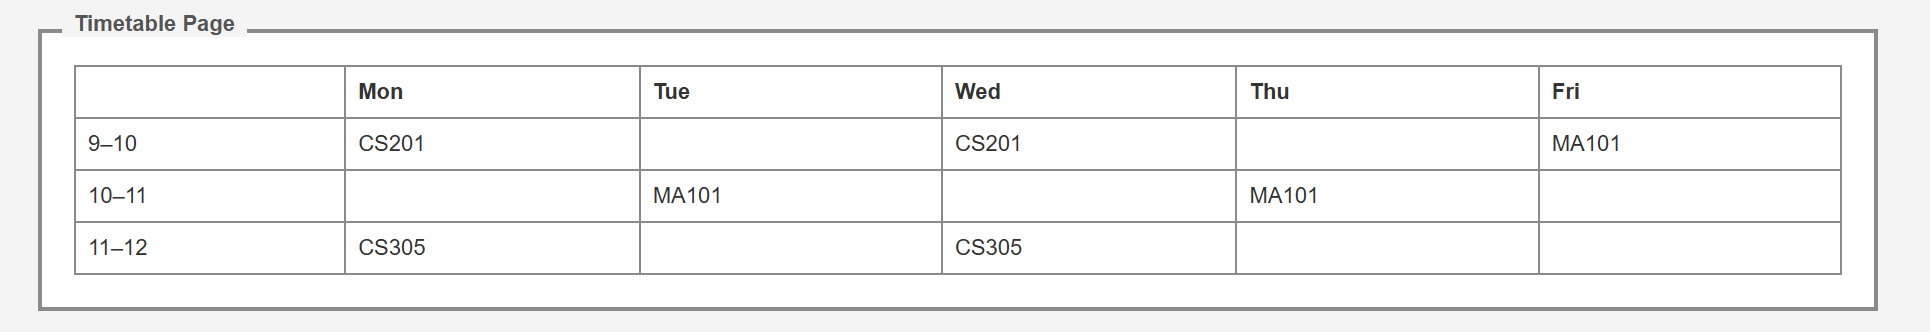 Timetable Page
Mon Tue Wed Thu Fri
9–10 CS201 CS201 MA101
10–11 MA101 MA101
11–12 CS305 CS305